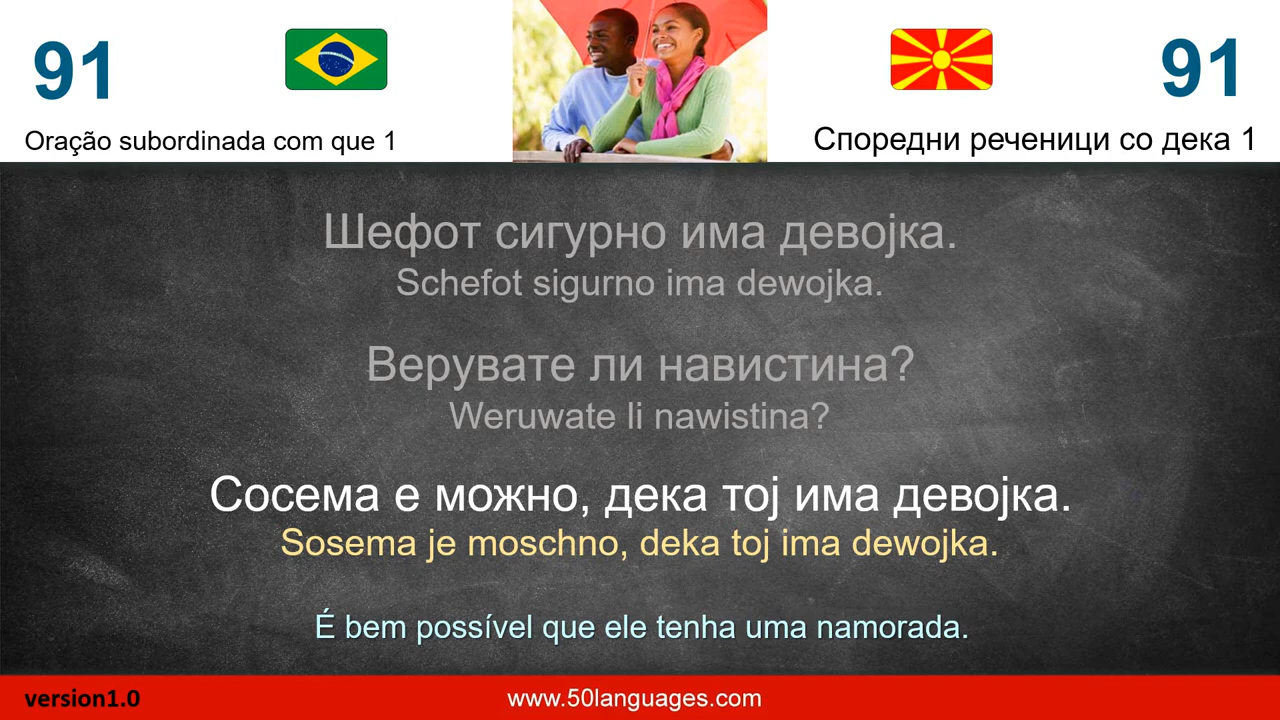 91
91
Oração subordinada com que 1
Споредни реченици со дека 1
Шефот сигурно има девојка.
Schefot sigurno ima dewojka.
Верувате ли навистина?
Weruwate li nawistina?
Сосема е можно, дека тој има девојка.
Sosema je moschno, deka toj ima dewojka.
É bem possível que ele tenha uma namorada.
version1.0
www.50languages.com